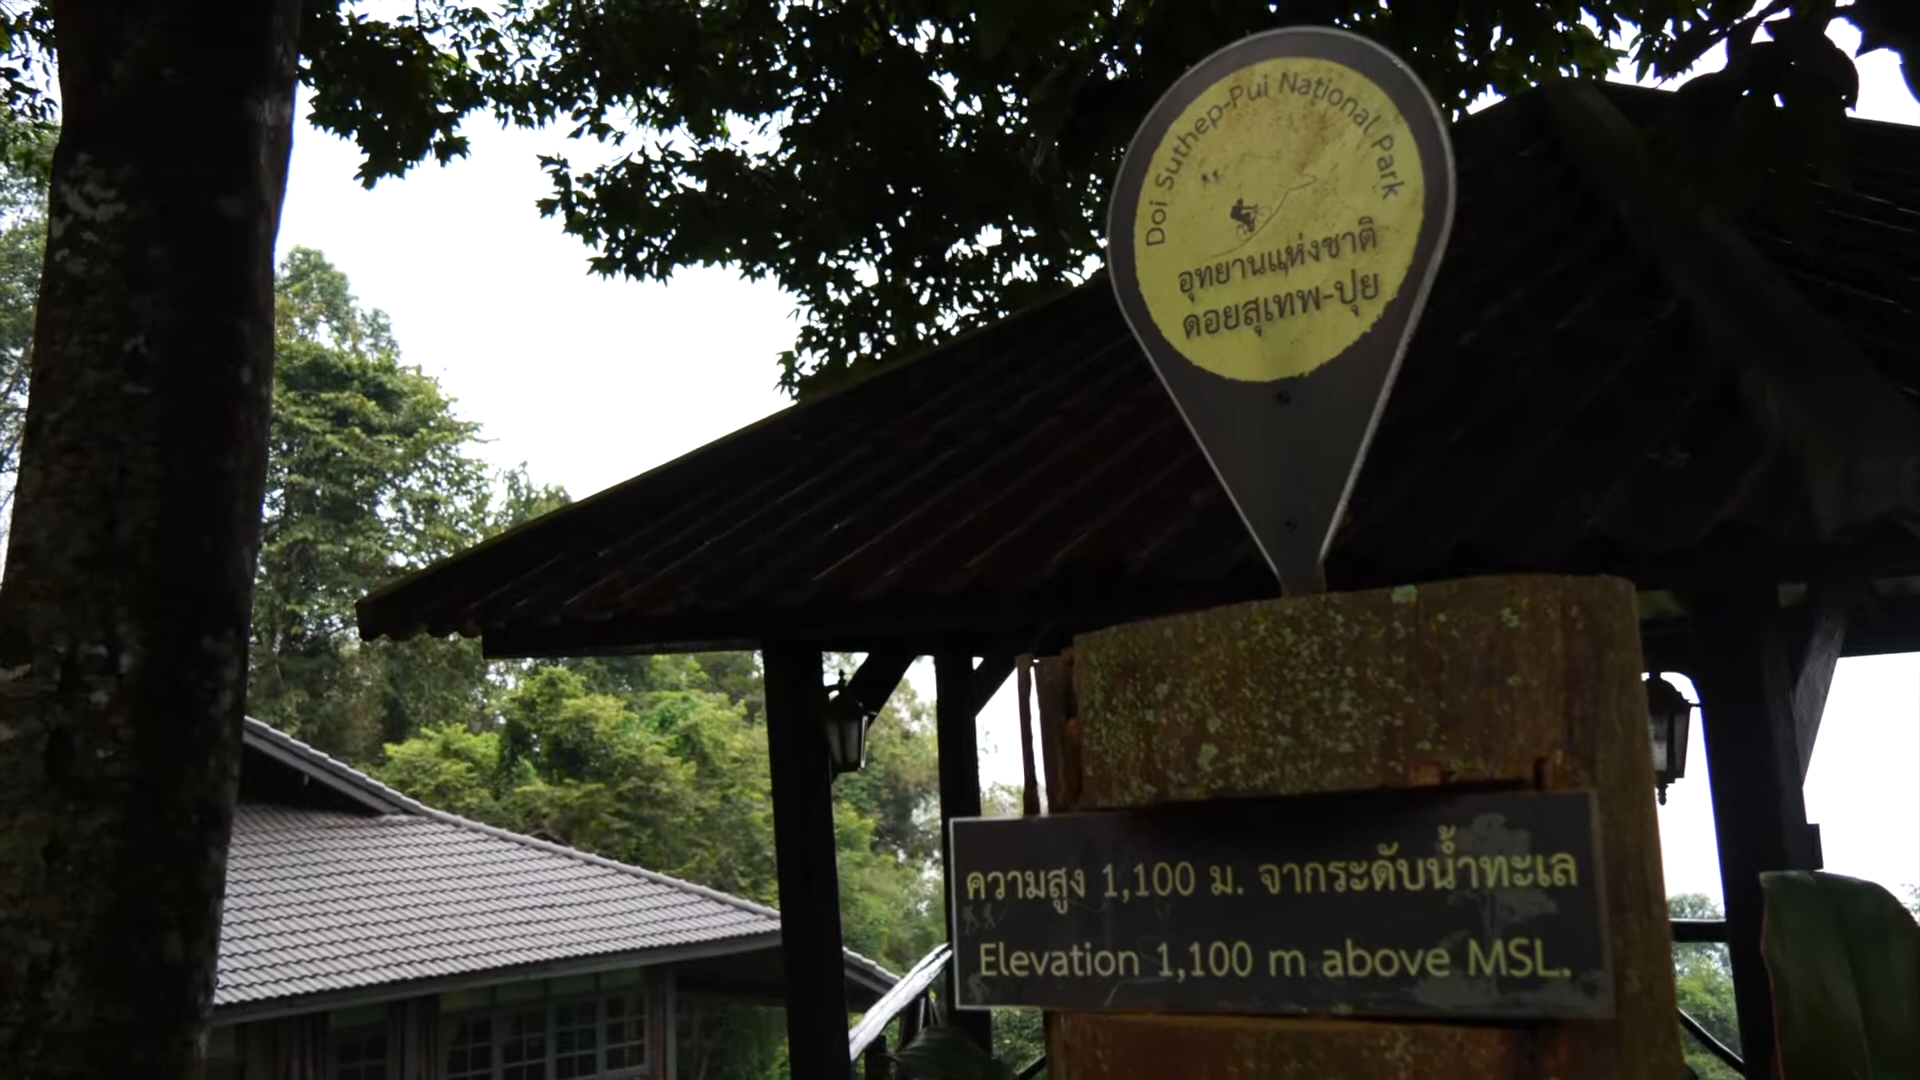 Doi Suthep-Pui National Park
อุทยานแห่งชาติ
ดอยสุเทพ-ปุย
ความสูง 1,100 ม. จากระดับน้ำทะเล
Elevation 1,100 m above MSL.